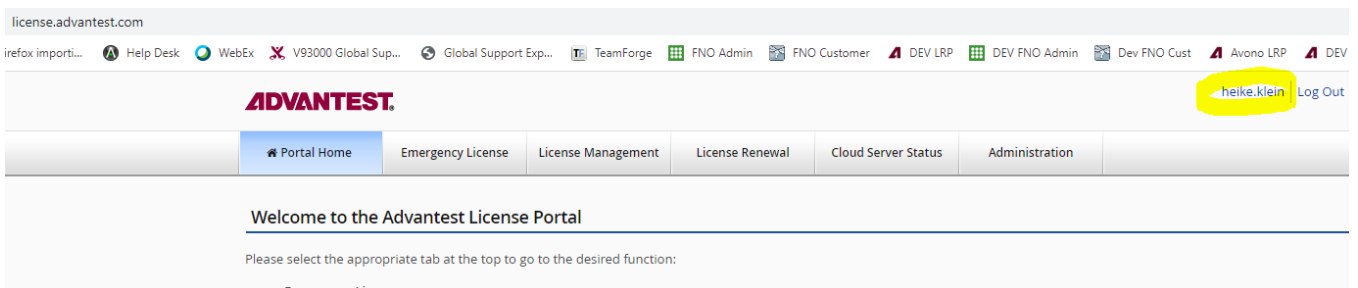 license.advantest.com
irefox importi... Help Desk WebEx V93000 Global Sup... Global Support Exp... TF TeamForge FNO Admin FNO Customer DEV LRP DEV FNO Admin Dev FNO Cust Avono LRP DEV
ADVANTEST.
heike.klein Log Out
Portal Home Emergency License License Management License Renewal Cloud Server Status Administration
Welcome to the Advantest License Portal
Please select the appropriate tab at the top to go to the desired function: